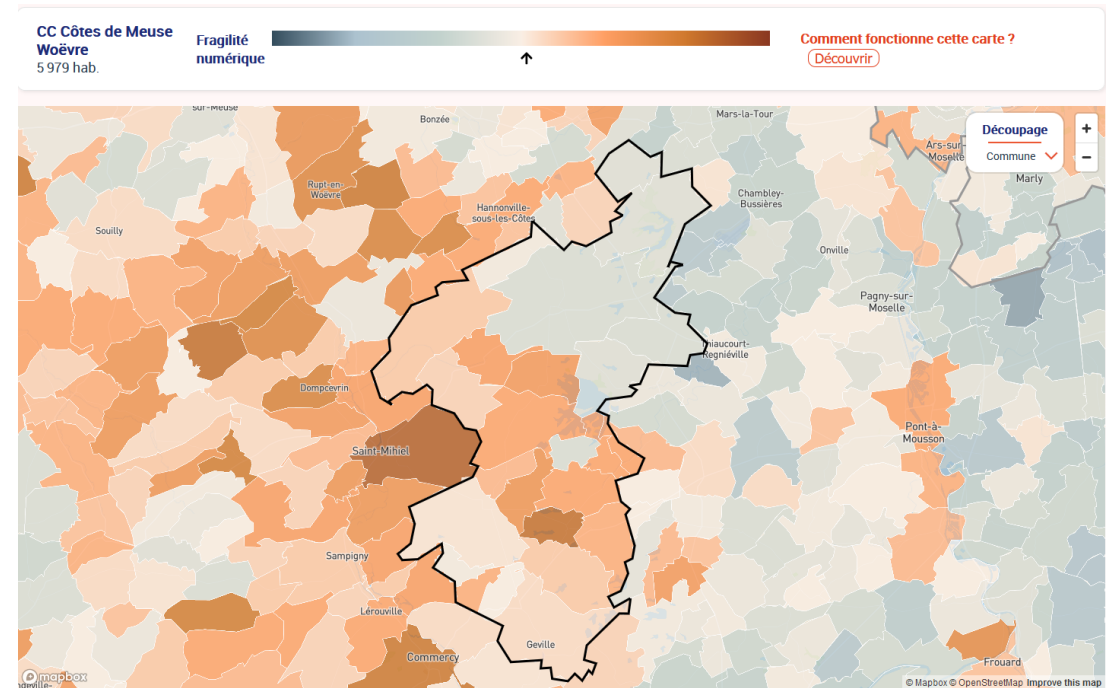 CC Côtes de Meuse
Woëvre
5 979 hab.
Fragilité
numérique
Comment fonctionne cette carte ?
Découvrir
sur-Meuse
Bonzée
Mars-la-Tour
Découpage
Commune
+
−
Ars-sur-
Moselle
Marly
Rupt-en-
Woëvre
Chambley-
Bussières
Hannonville-
sous-les-Côtes
Souilly
Onville
Pagny-sur-
Moselle
Thiaucourt-
Regniéville
Dompcevrin
Pont-à-
Mousson
Saint-Mihiel
Sampigny
Lérouville
Geville
Commercy
Frouard
mapbox
© Mapbox © OpenStreetMap Improve this map